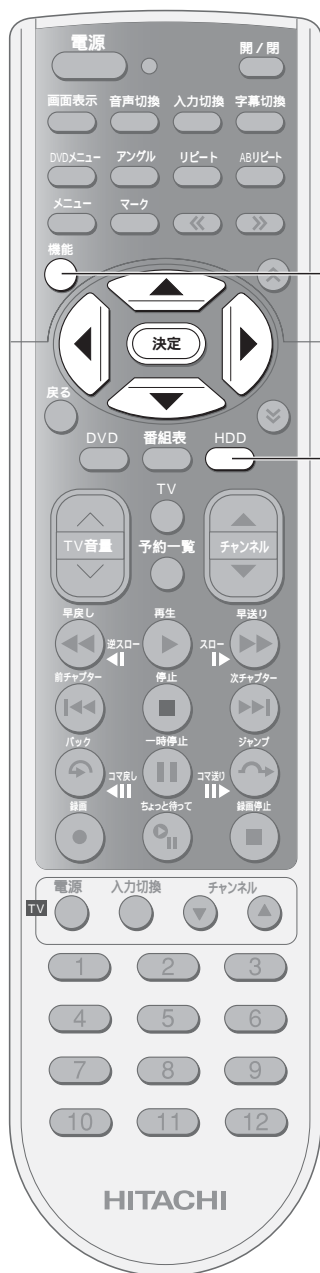 電源 開/閉
画面表示 音声切換 入力切換 字幕切換
DVDメニュー アングル リピート ABリピート
メニュー マーク
機能
決定
戻る
DVD 番組表 HDD
TV
TV音量 予約一覧 チャンネル
早戻し 逆スロー 再生 スロー 早送り
前チャプター 停止 次チャプター
バック コマ戻し 一時停止 コマ送り ジャンプ
録画 ちょっと待って 録画停止
TV 電源 入力切換 チャンネル
1 2 3
4 5 6
7 8 9
10 11 12
HITACHI